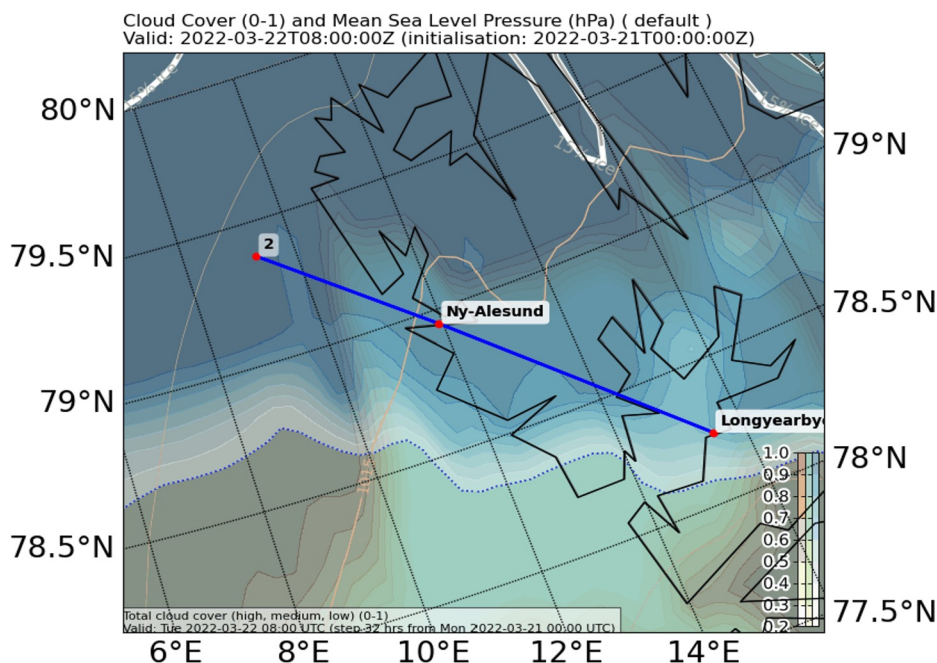 Cloud Cover (0-1) and Mean Sea Level Pressure (hPa) ( default )
Valid: 2022-03-22T08:00:00Z (initialisation: 2022-03-21T00:00:00Z)
80°N
79.5°N
79°N
78.5°N
79°N
78.5°N
78°N
77.5°N
15% ice
15% ice
2
Ny-Alesund
Longyearbye
1.0
0.9
0.8
0.7
0.6
0.5
0.4
0.3
0.2
Total cloud cover (high, medium, low) (0-1)
Valid: Tue 2022-03-22 08:00 UTC (step 32 hrs from Mon 2022-03-21 00:00 UTC)
6°E
8°E
10°E
12°E
14°E